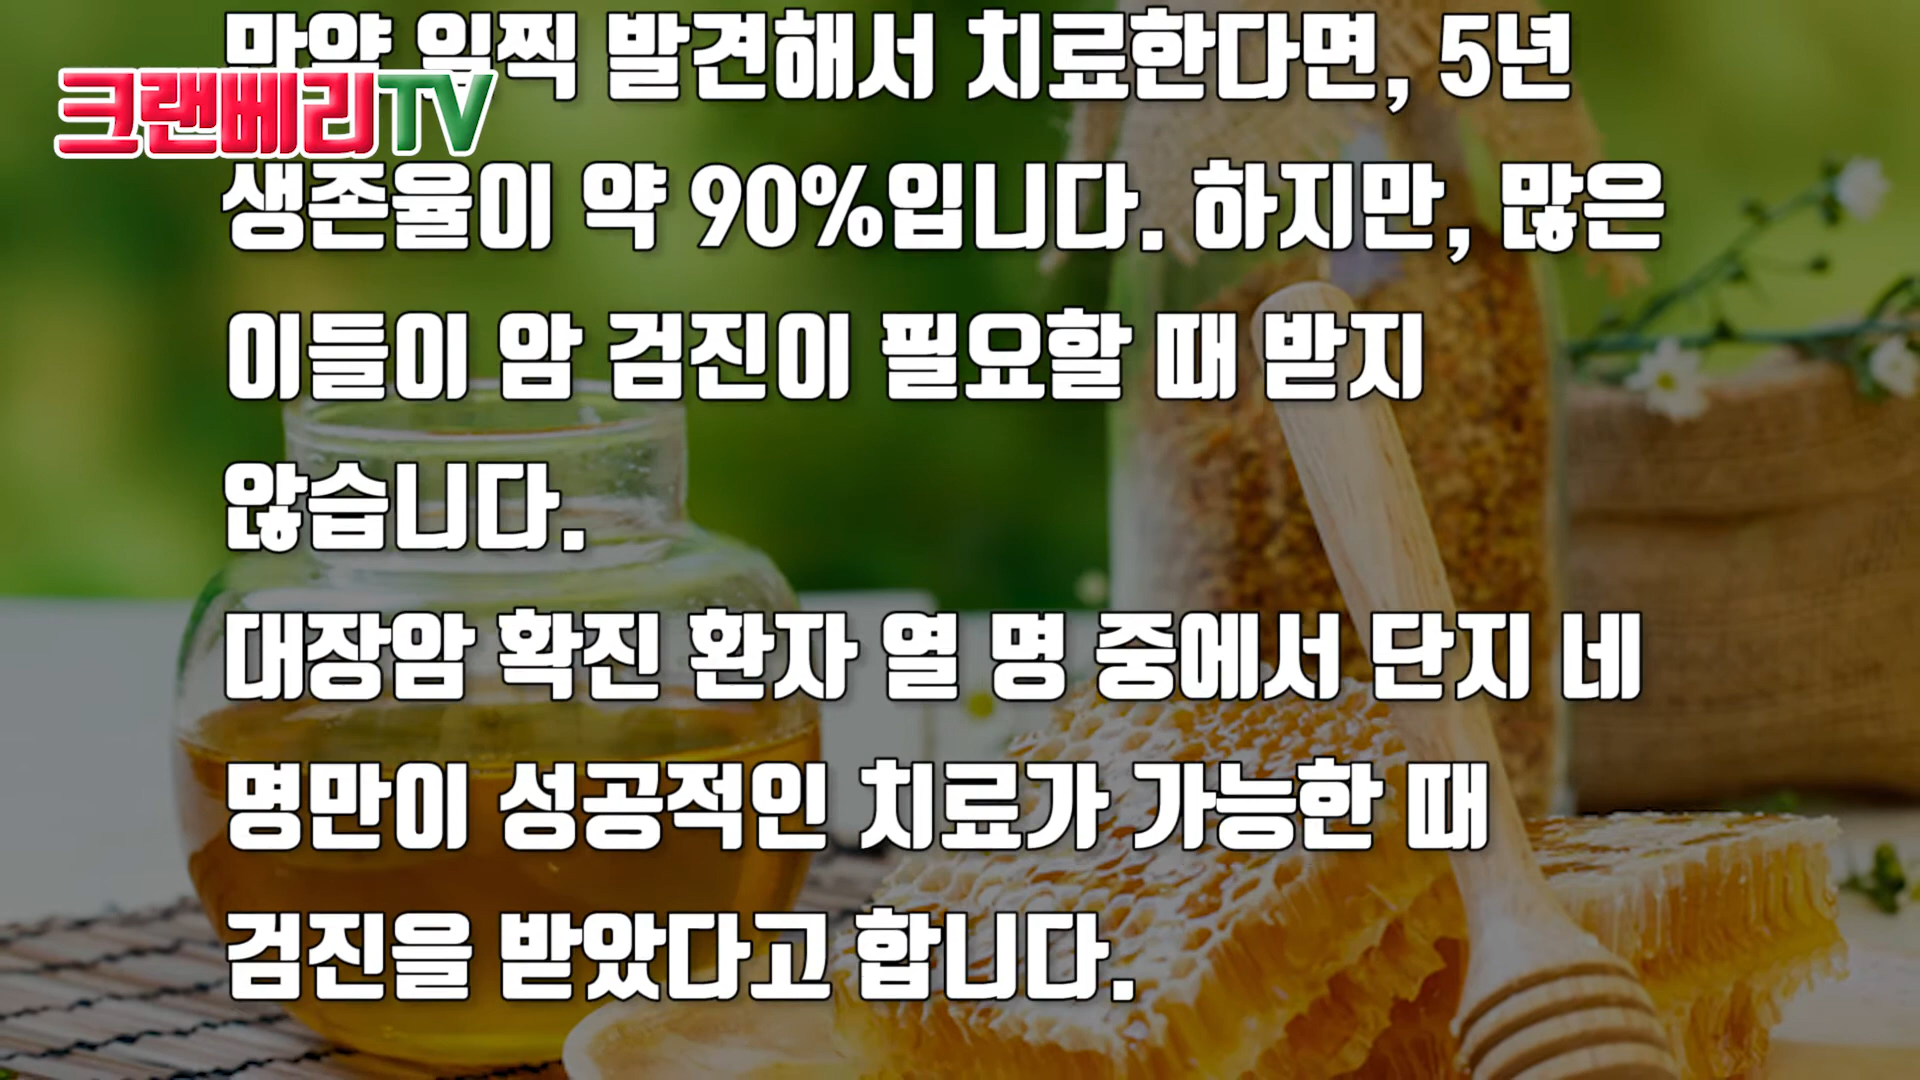 만약 일찍 발견해서 치료한다면, 5년
크랜베리TV
생존율이 약 90%입니다. 하지만, 많은
이들이 암 검진이 필요할 때 받지
않습니다.
대장암 확진 환자 열 명 중에서 단지 네
명만이 성공적인 치료가 가능한 때
검진을 받았다고 합니다.